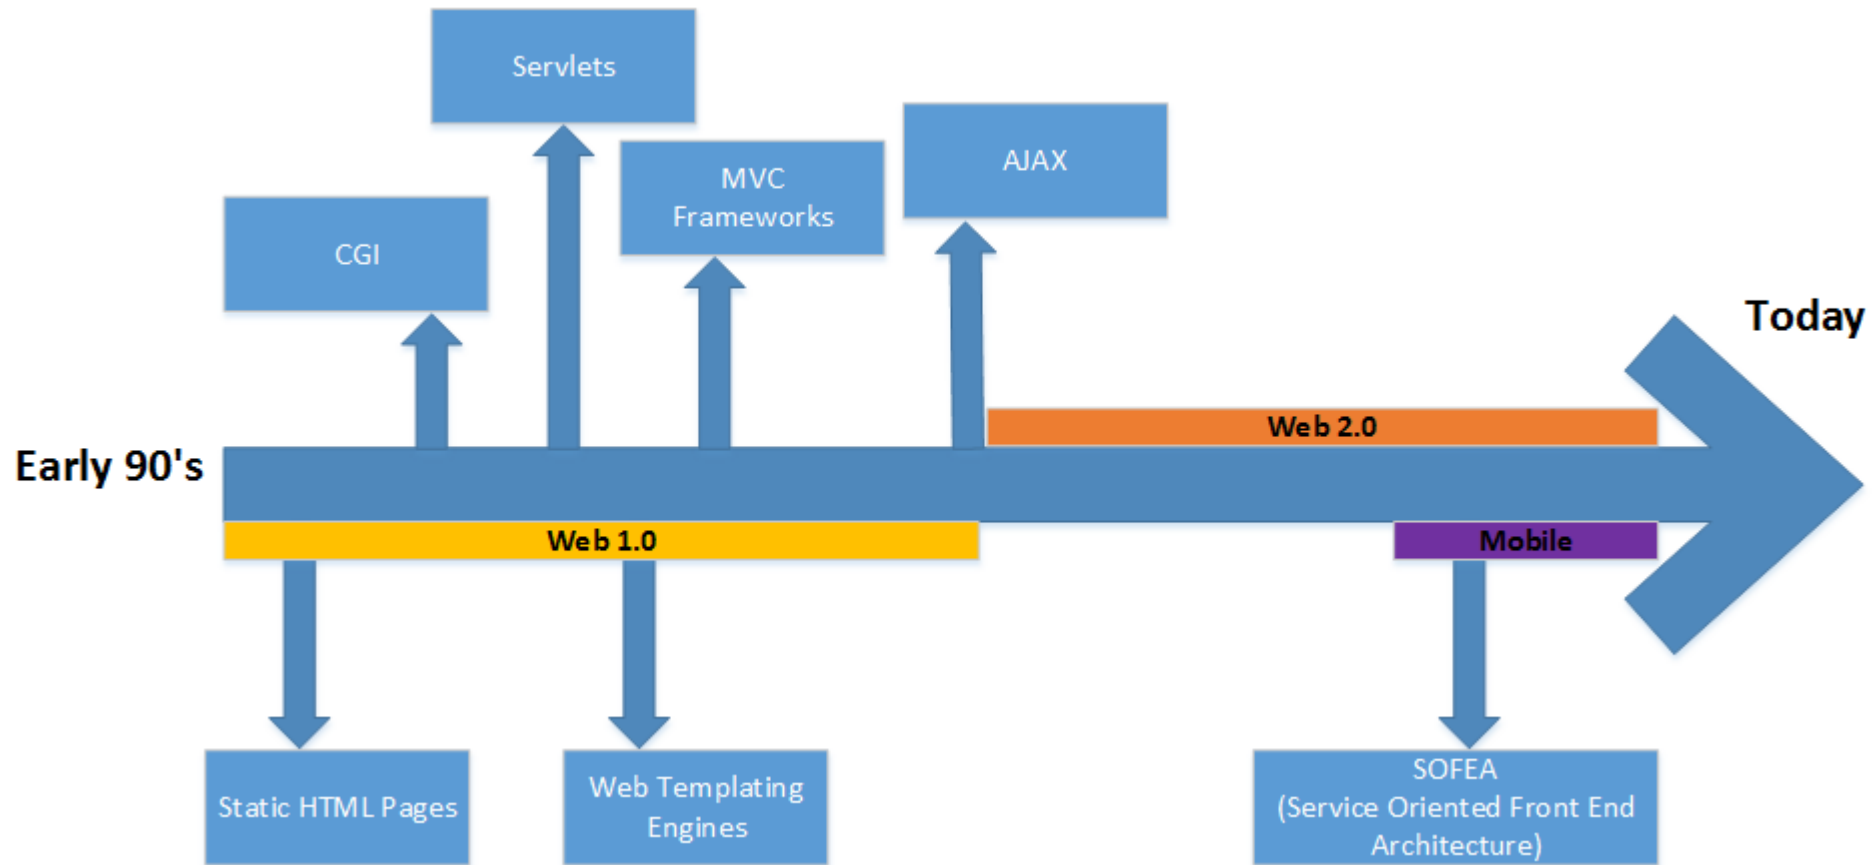 Servlets
AJAX
MVC
Frameworks
CGI
Today
Web 2.0
Early 90's
Web 1.0
Mobile
Static HTML Pages
Web Templating
Engines
SOFEA
(Service Oriented Front End
Architecture)